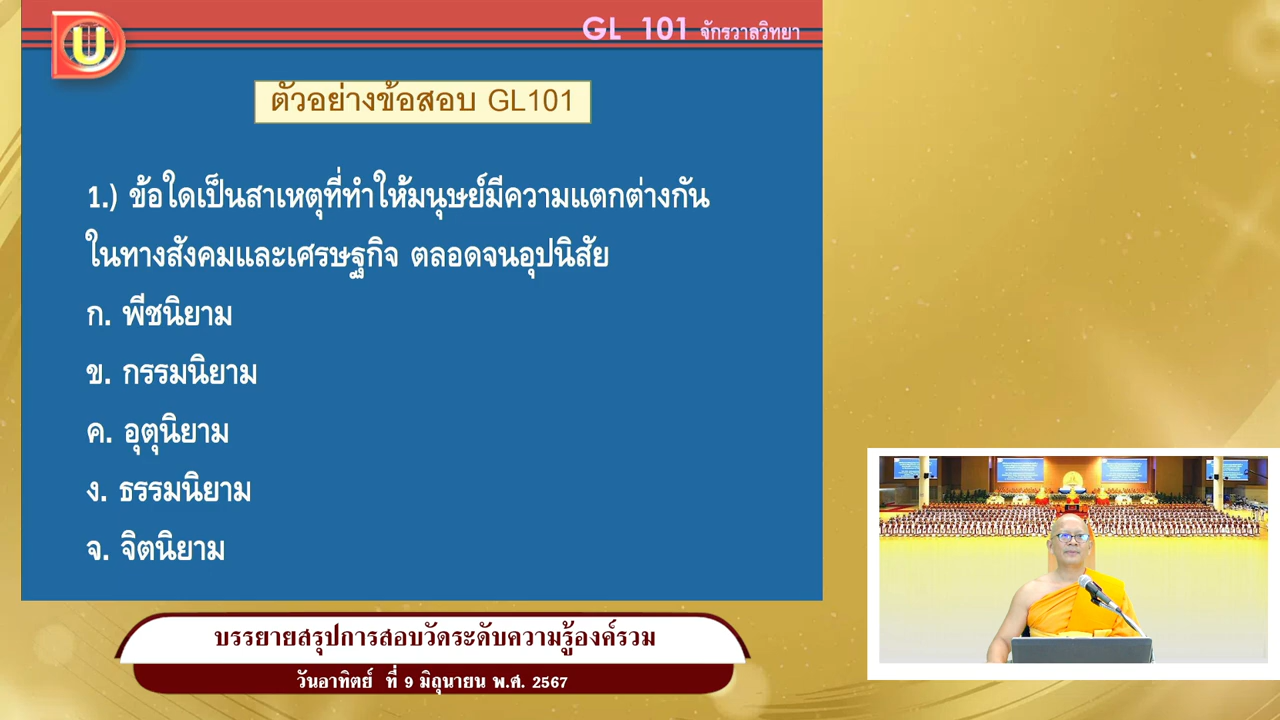 U
GL 101 จักรวาลวิทยา
ตัวอย่างข้อสอบ GL101
1.) ข้อใดเป็นสาเหตุที่ทำให้มนุษย์มีความแตกต่างกัน
ในทางสังคมและเศรษฐกิจ ตลอดจนอุปนิสัย
ก. พีชนิยาม
ข. กรรมนิยาม
ค. อุตุนิยาม
ง. ธรรมนิยาม
จ. จิตนิยาม
บรรยายสรุปการสอบวัดระดับความรู้องค์รวม
วันอาทิตย์ ที่ 9 มิถุนายน พ.ศ. 2567